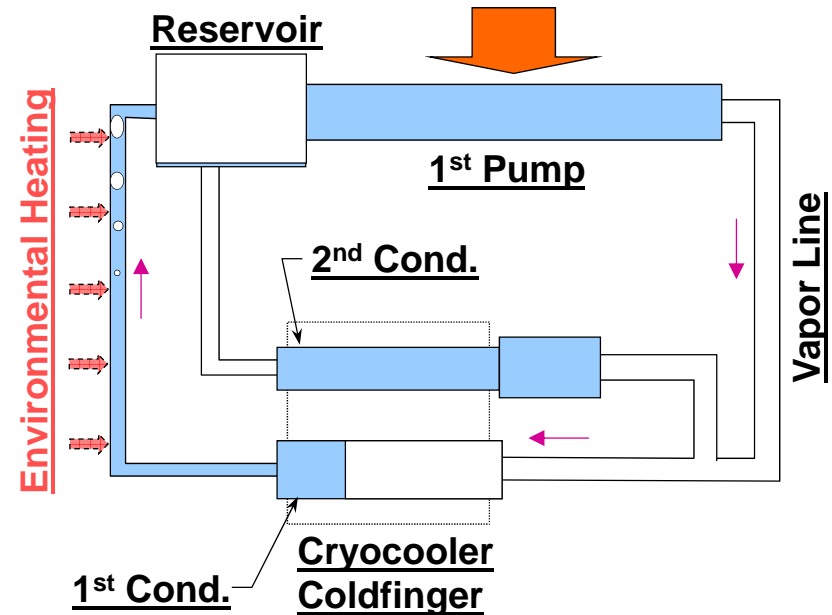 Reservoir
Environmental Heating
1st Pump
2nd Cond.
Vapor Line
Cryocooler
Coldfinger
1st Cond.